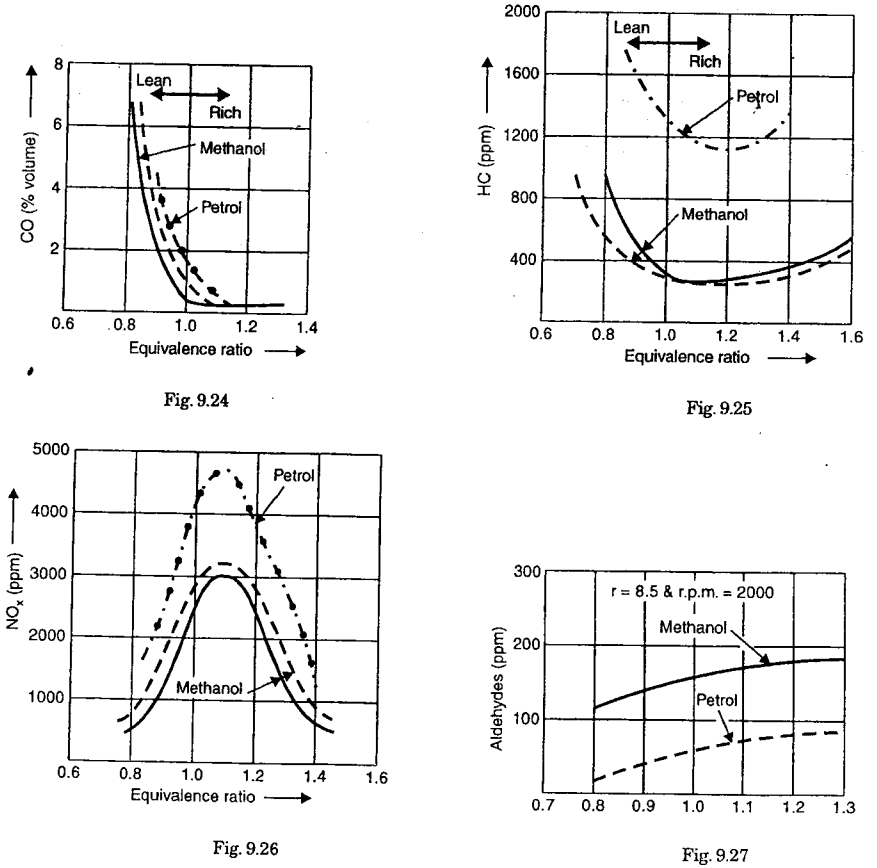 8
6
4
2
0.6
0.8
1.0
1.2
1.4
CO (% volume)
Lean
Rich
Methanol
Petrol
Equivalence ratio
Fig. 9.24
2000
1600
1200
800
400
0.6
0.8
1.0
1.2
1.4
1.6
HC (ppm)
Lean
Rich
Petrol
Methanol
Equivalence ratio
Fig. 9.25
5000
4000
3000
2000
1000
0.6
0.8
1.0
1.2
1.4
1.6
NOx (ppm)
Petrol
Methanol
Equivalence ratio
Fig. 9.26
300
200
100
0.7
0.8
0.9
1.0
1.1
1.2
1.3
Aldehydes (ppm)
r = 8.5 & r.p.m. = 2000
Methanol
Petrol
Fig. 9.27